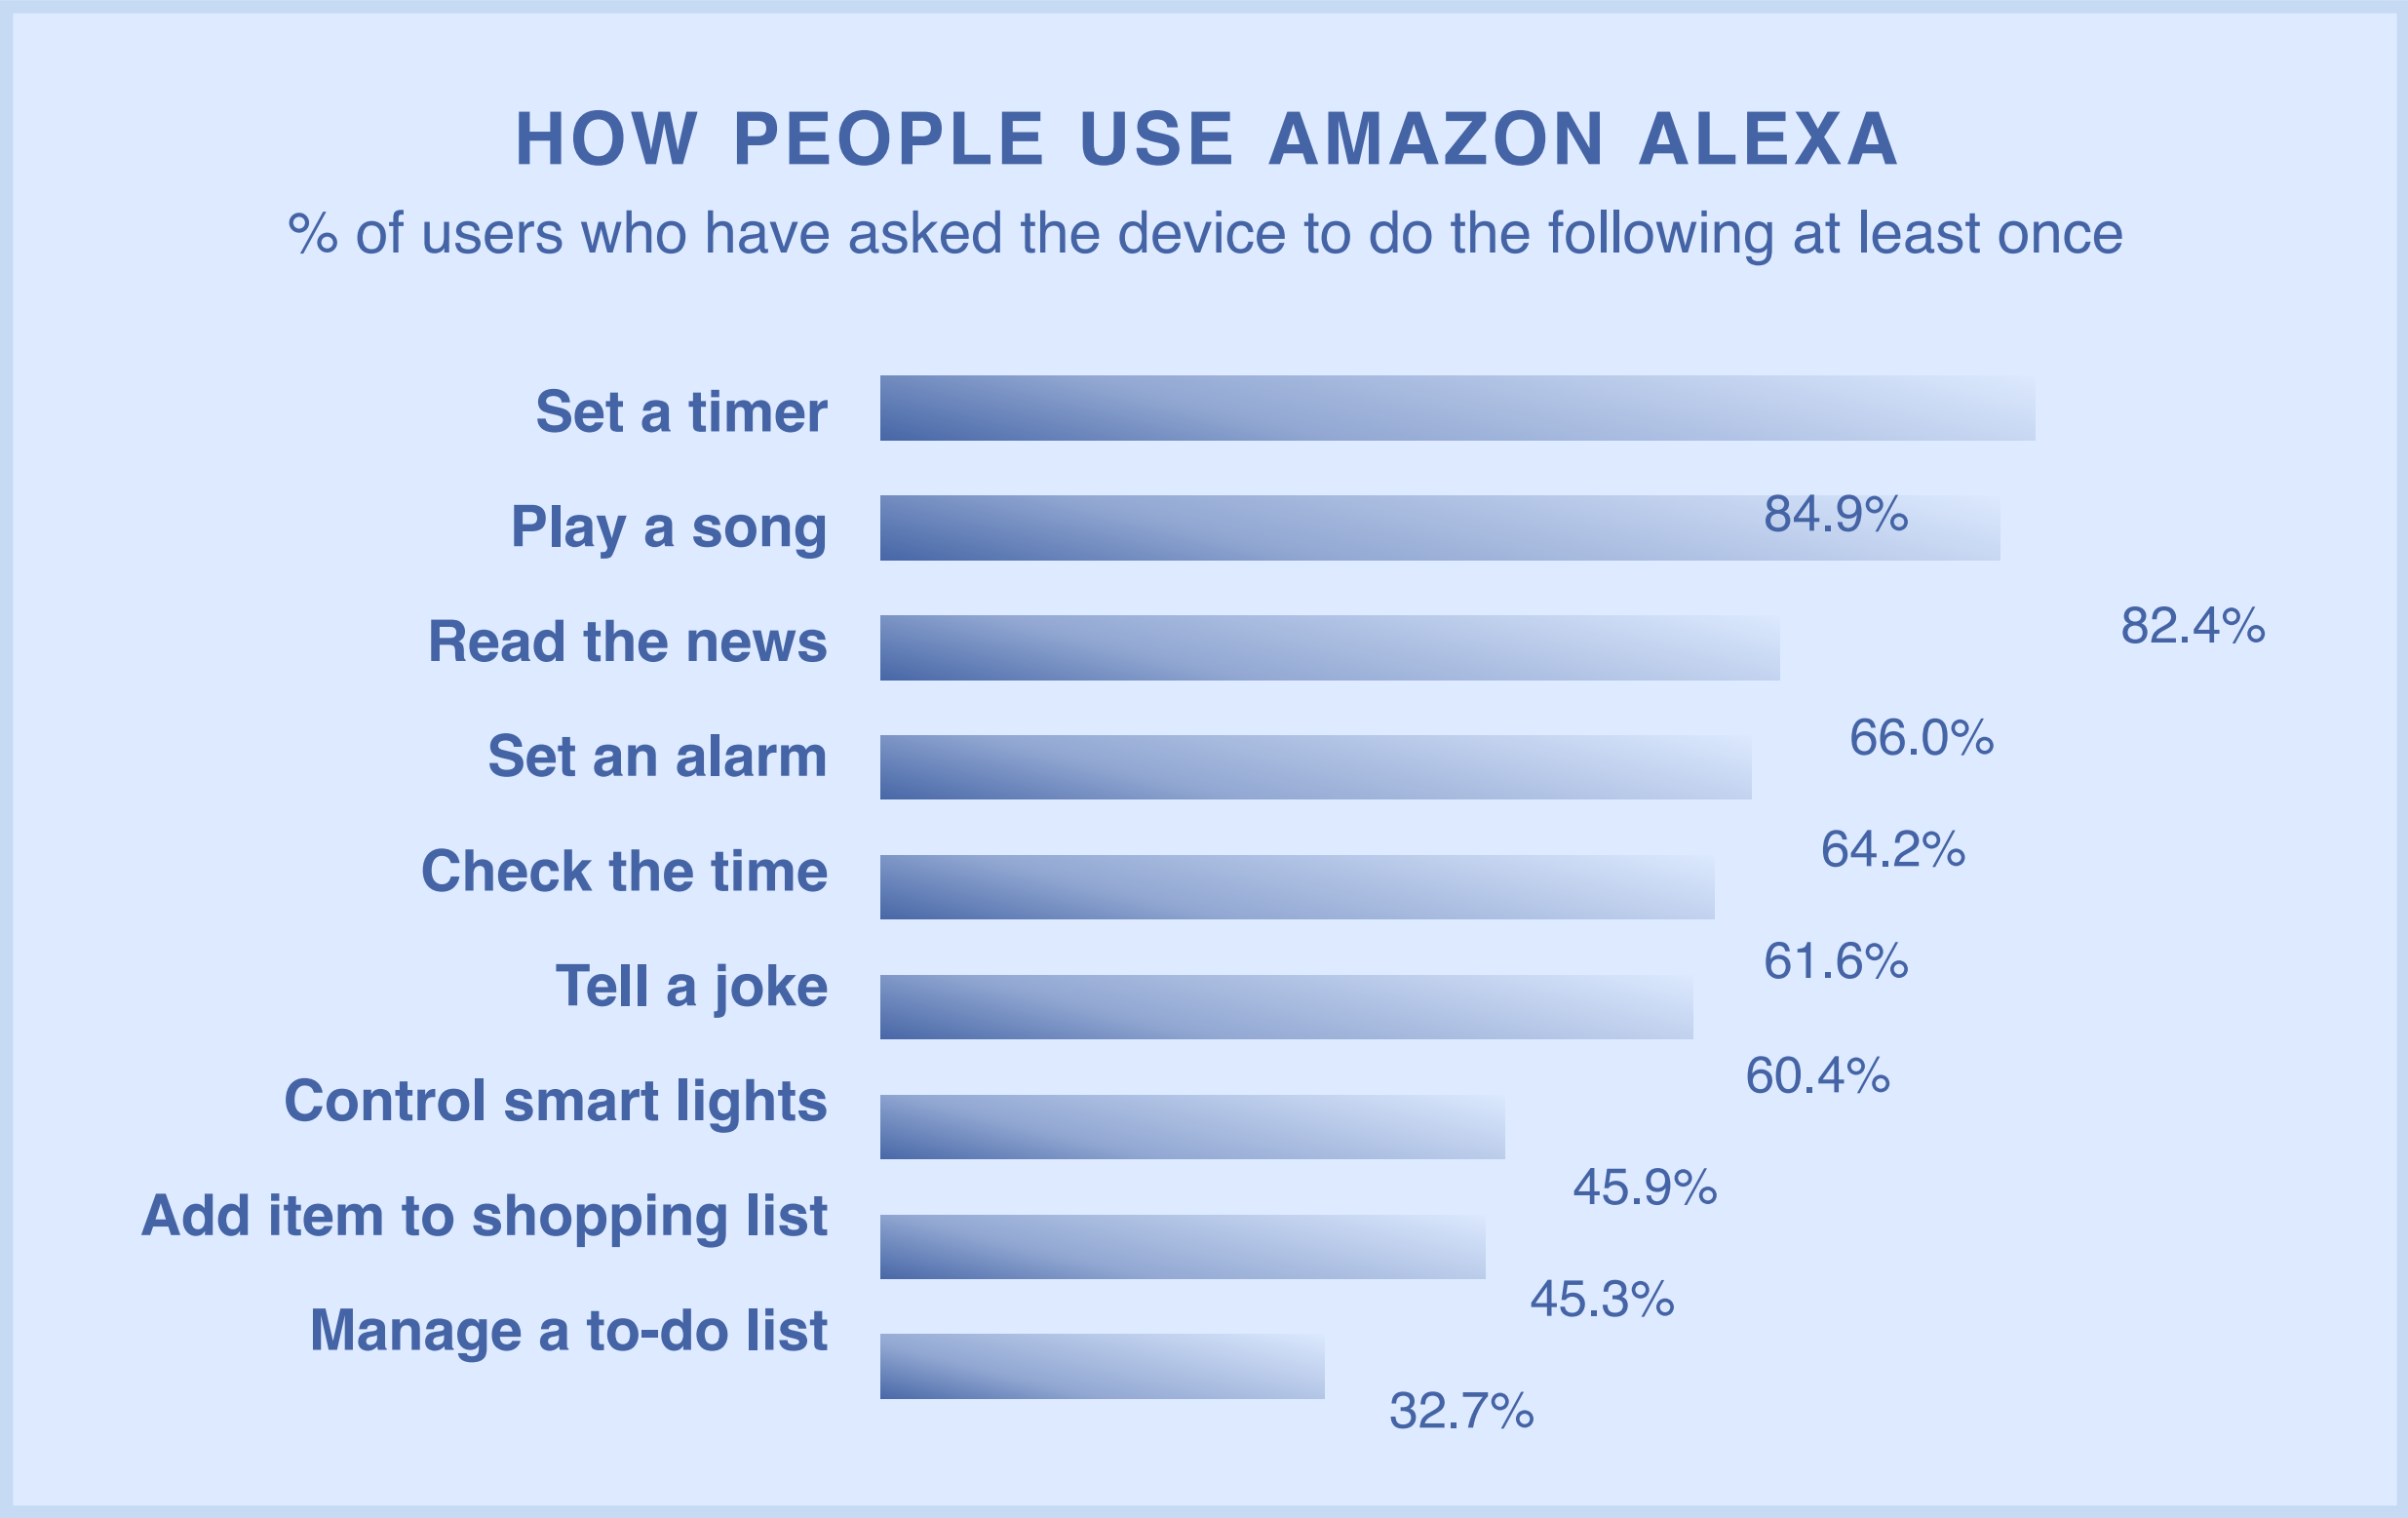 HOW PEOPLE USE AMAZON ALEXA
% of users who have asked the device to do the following at least once
Set a timer
84.9%
Play a song
82.4%
Read the news
66.0%
Set an alarm
64.2%
Check the time
61.6%
Tell a joke
60.4%
Control smart lights
45.9%
Add item to shopping list
45.3%
Manage a to-do list
32.7%